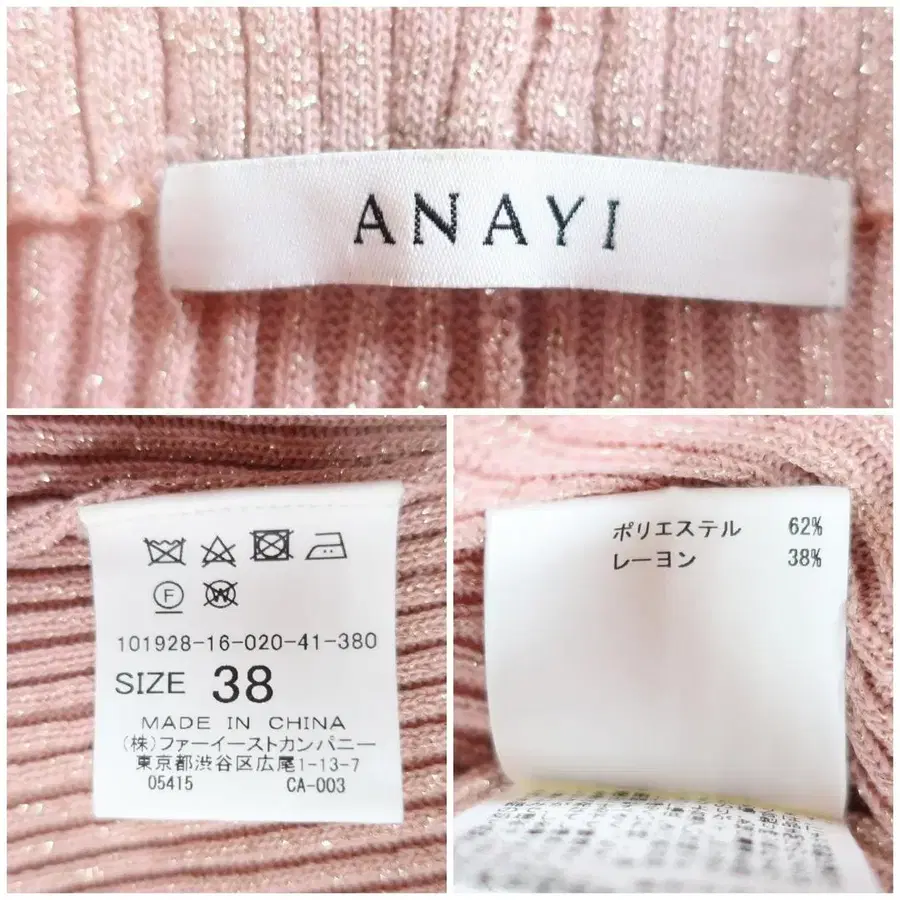 ANAYI
F
W
101928-16-020-41-380
SIZE 38
MADE IN CHINA
(株)ファーイーストカンパニー
東京都渋谷区広尾1-13-7
05415 CA-003
ポリエステル 62%
レーヨン 38%